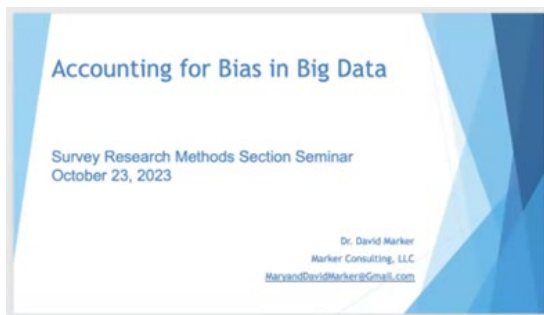 Accounting for Bias in Big Data
Survey Research Methods Section Seminar
October 23, 2023
Dr. David Marker
Marker Consulting, LLC
MaryandDavidMarker@Gmail.com